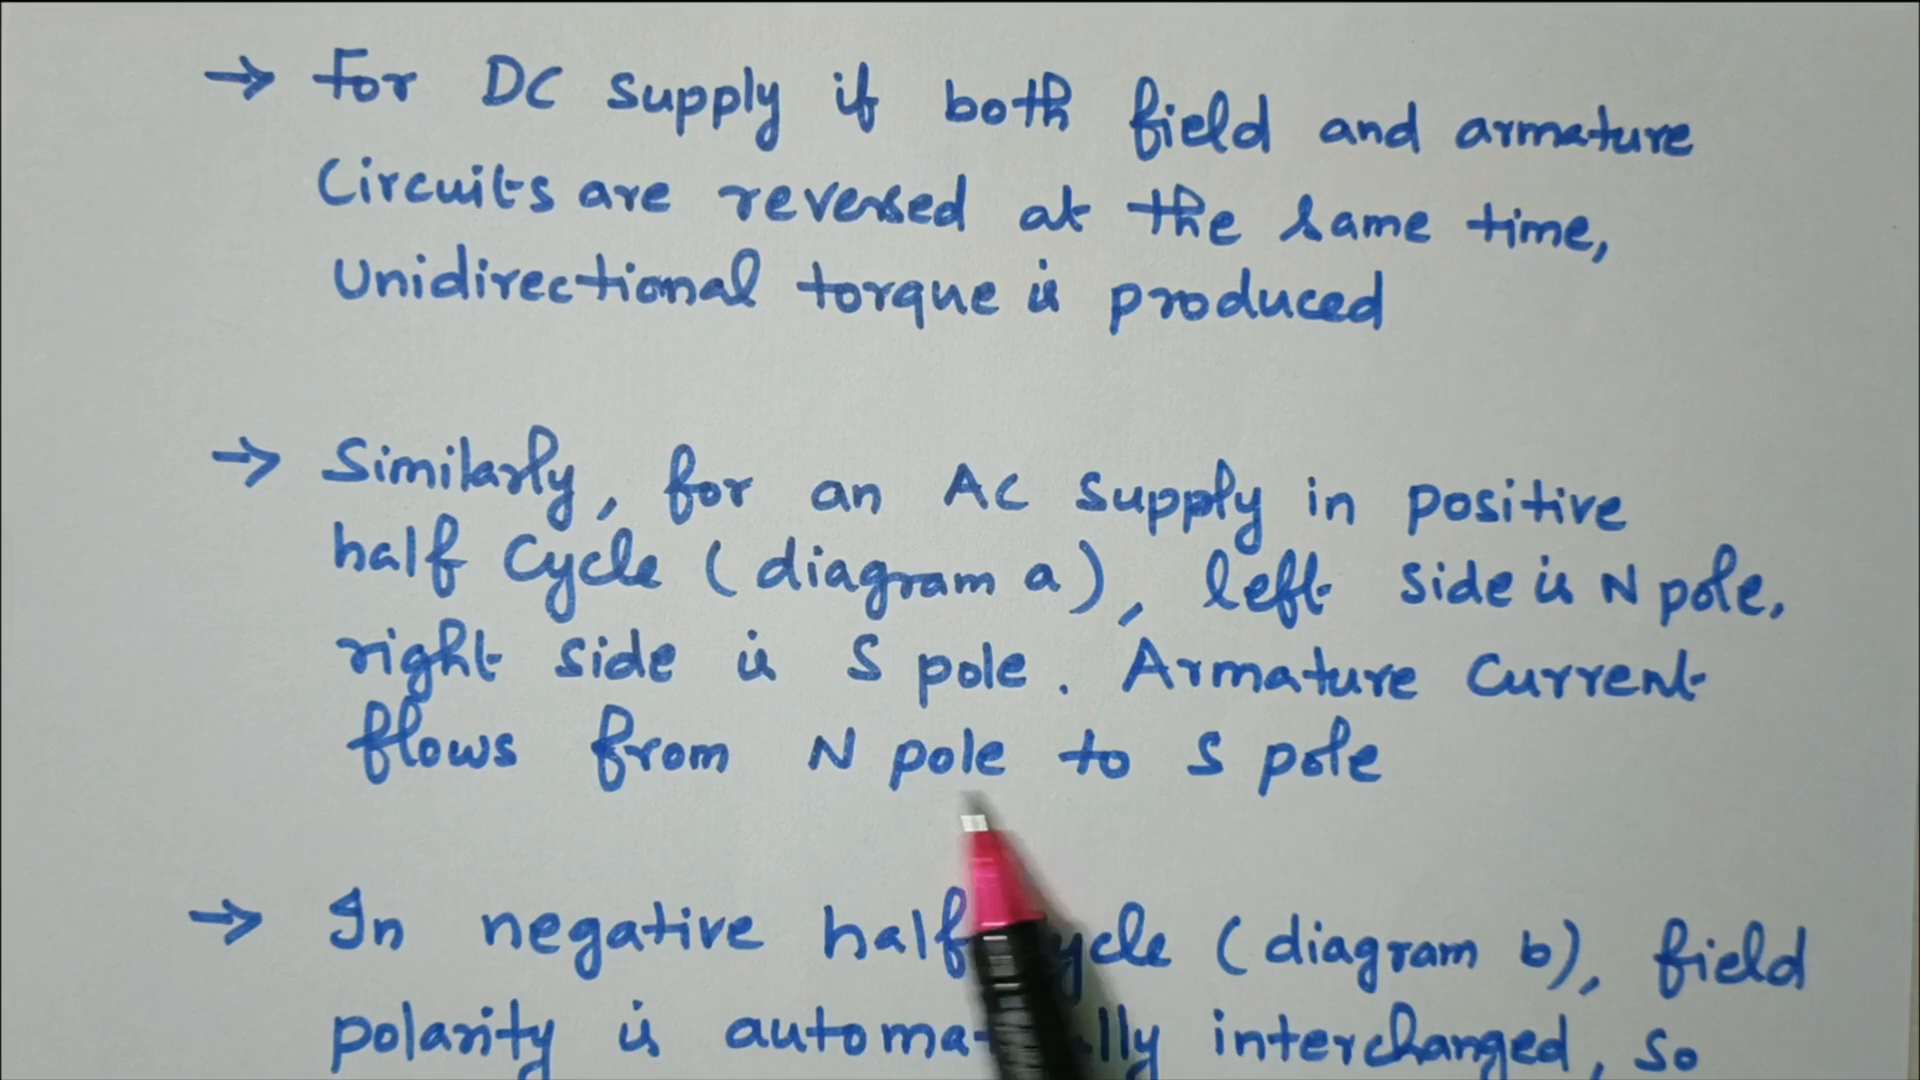 → For DC supply if both field and armature
Circuits are reversed at the same time,
Unidirectional torque is produced
→ Similarly, for an AC supply in positive
half cycle (diagram a), left side is N pole,
right side is S pole. Armature current
flows from N pole to S pole
→ In negative half (diagram b), field
polarity is interchanged, so